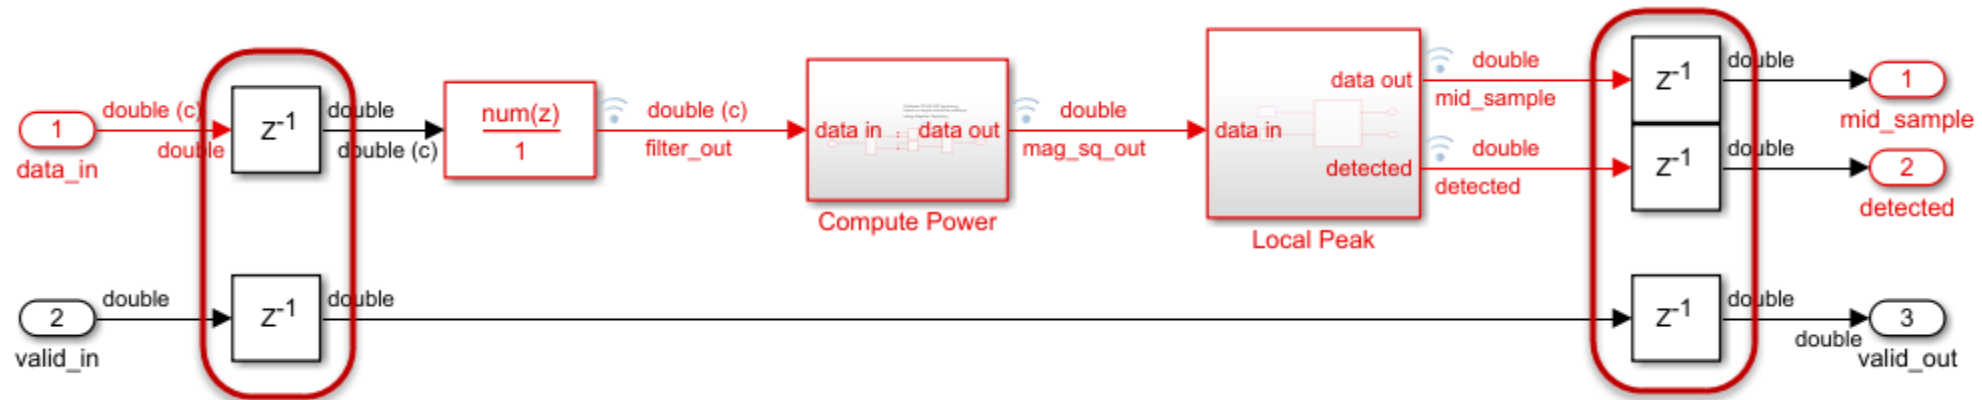 1
data_in
double (c)
double
Z-1
double
double (c)
num(z)
1
double (c)
filter_out
data in
data out
Compute Power
double
mag_sq_out
data in
data out
detected
Local Peak
double
mid_sample
double
detected
Z-1
double
1
mid_sample
Z-1
double
2
detected
2
valid_in
double
Z-1
double
Z-1
double
double
3
valid_out